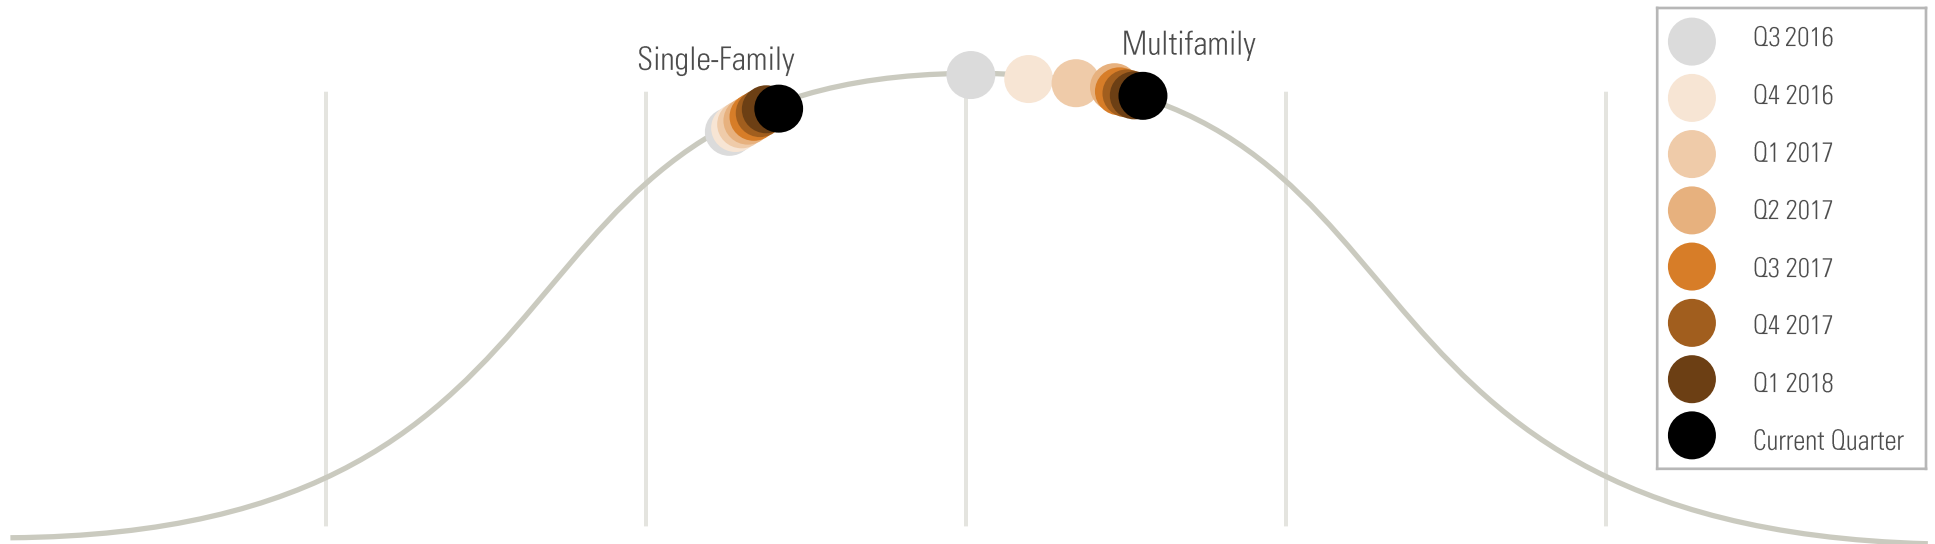 Single-Family
Multifamily
Q3 2016
Q4 2016
Q1 2017
Q2 2017
Q3 2017
Q4 2017
Q1 2018
Current Quarter